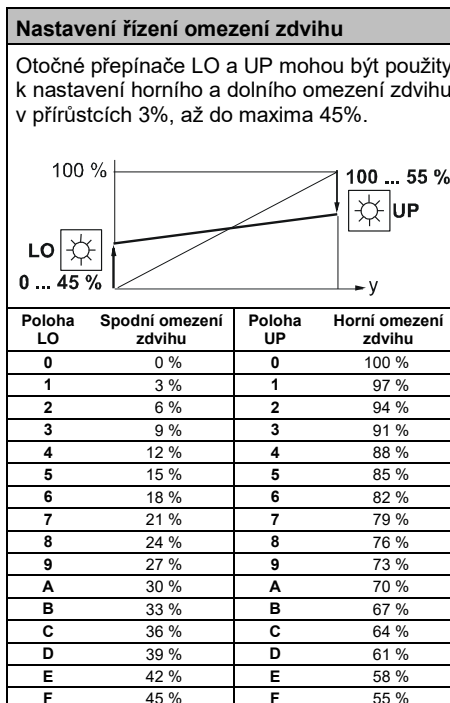 Nastavení řízení omezení zdvihu
Otočné přepínače LO a UP mohou být použity
k nastavení horního a dolního omezení zdvihu
v přírůstcích 3%, až do maxima 45%.
100 %
100 ... 55 %
UP
LO
0 ... 45 %
y
Poloha LO Spodní omezení zdvihu Poloha UP Horní omezení zdvihu
0 0 % 0 100 %
1 3 % 1 97 %
2 6 % 2 94 %
3 9 % 3 91 %
4 12 % 4 88 %
5 15 % 5 85 %
6 18 % 6 82 %
7 21 % 7 79 %
8 24 % 8 76 %
9 27 % 9 73 %
A 30 % A 70 %
B 33 % B 67 %
C 36 % C 64 %
D 39 % D 61 %
E 42 % E 58 %
F 45 % F 55 %